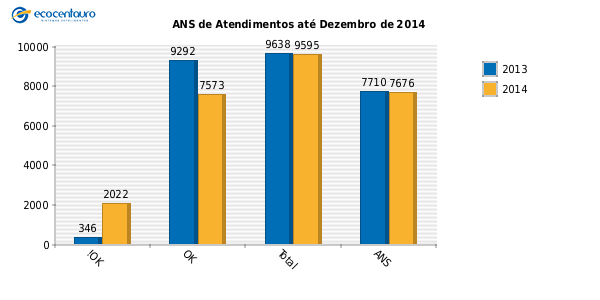 ecocentauro
ANS de Atendimentos até Dezembro de 2014
10000
8000
6000
4000
2000
0
346
2022
9292
7573
9638
9595
7710
7676
!OK
OK
Total
ANS
2013
2014